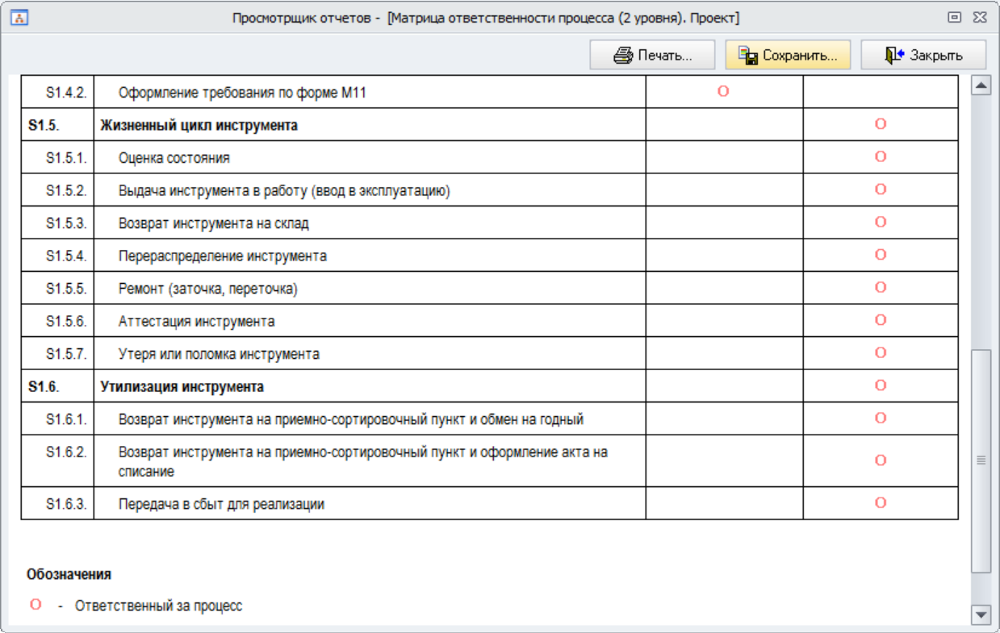 Просмотрщик отчетов - [Матрица ответственности процесса (2 уровня). Проект]
Печать... Сохранить... Закрыть
S1.4.2. Оформление требования по форме М11 О
S1.5. Жизненный цикл инструмента О
S1.5.1. Оценка состояния О
S1.5.2. Выдача инструмента в работу (ввод в эксплуатацию) О
S1.5.3. Возврат инструмента на склад О
S1.5.4. Перераспределение инструмента О
S1.5.5. Ремонт (заточка, переточка) О
S1.5.6. Аттестация инструмента О
S1.5.7. Утеря или поломка инструмента О
S1.6. Утилизация инструмента О
S1.6.1. Возврат инструмента на приемно-сортировочный пункт и обмен на годный О
S1.6.2. Возврат инструмента на приемно-сортировочный пункт и оформление акта на
списание О
S1.6.3. Передача в сбыт для реализации О
Обозначения
О - Ответственный за процесс